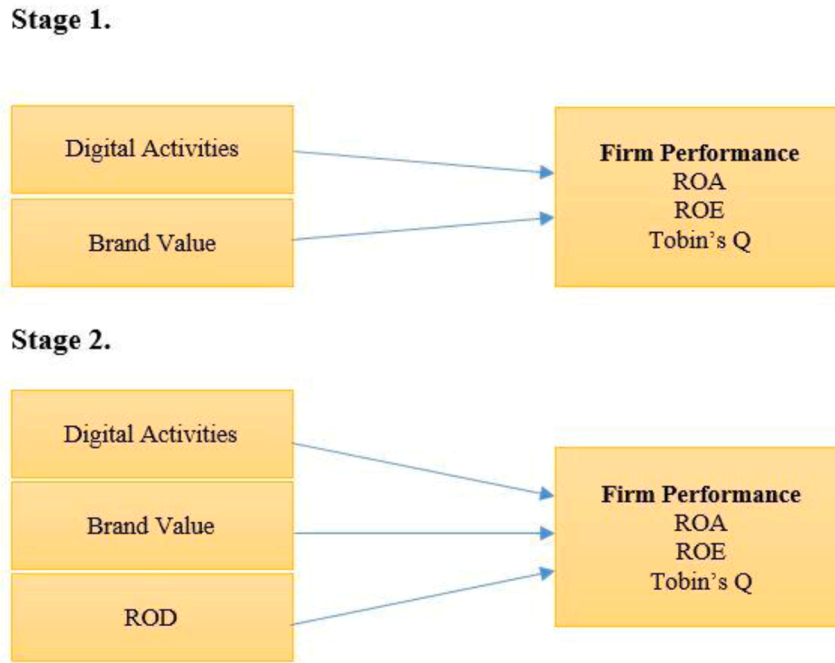 Stage 1.
Digital Activities
Brand Value
Firm Performance
ROA
ROE
Tobin’s Q
Stage 2.
Digital Activities
Brand Value
ROD
Firm Performance
ROA
ROE
Tobin’s Q